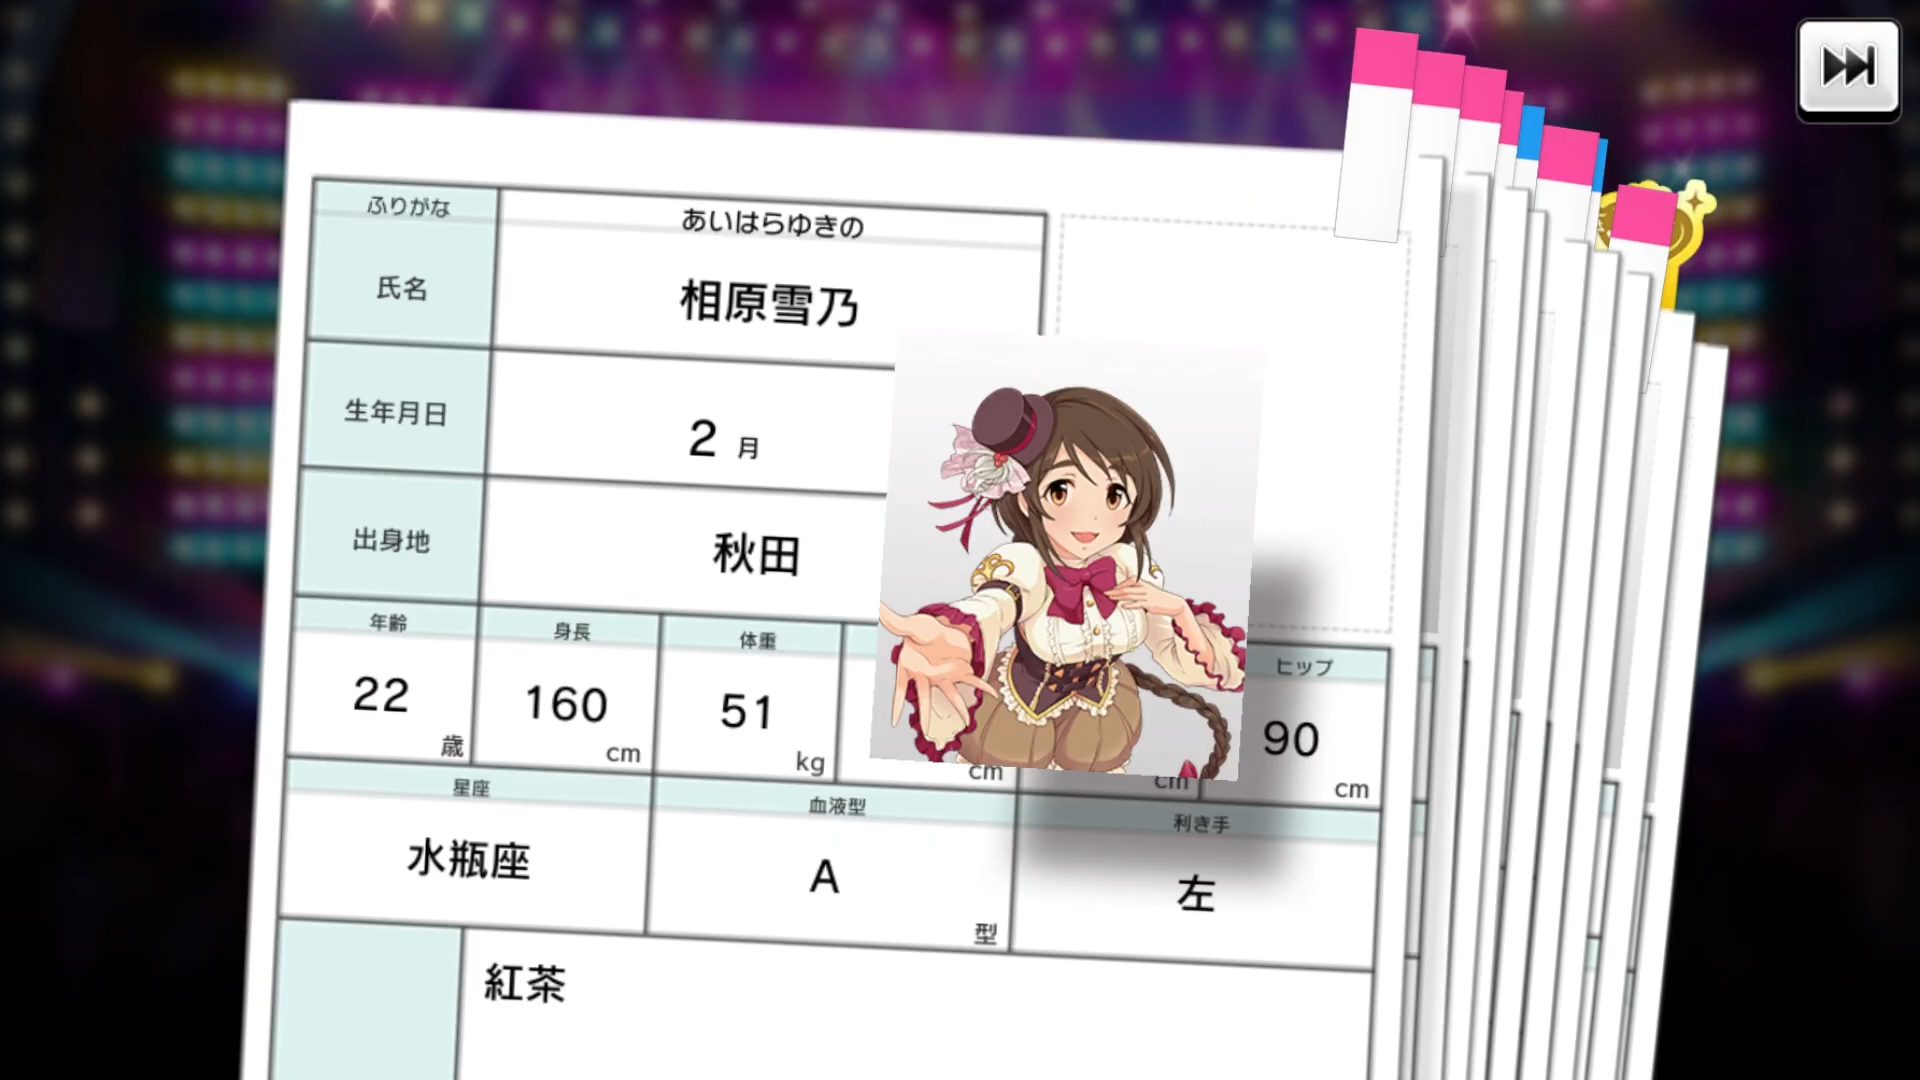 ふりがな
あいはらゆきの
氏名
相原雪乃
生年月日
2 月
出身地
秋田
年齢
身長
体重
ヒップ
22 歳
160 cm
51 kg
cm
cm
90 cm
星座
血液型
利き手
水瓶座
A 型
左
紅茶